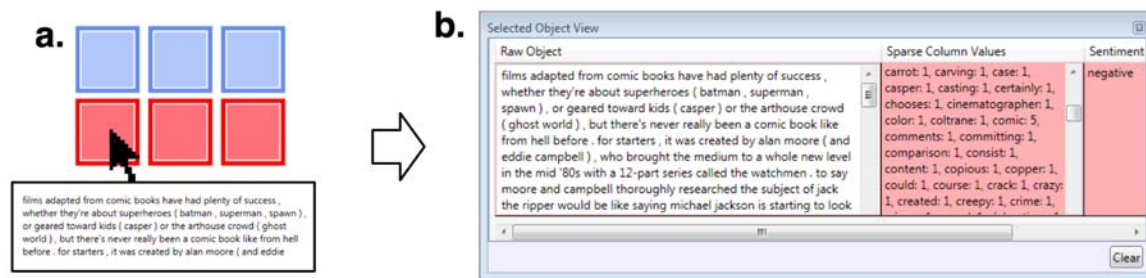 a.
films adapted from comic books have had plenty of success ,
whether they're about superheroes ( batman , superman , spawn ) ,
or geared toward kids ( casper ) or the arthouse crowd ( ghost
world ) , but there's never really been a comic book like from hell
before . for starters , it was created by alan moore ( and eddie
b.
Selected Object View
Raw Object
films adapted from comic books have had plenty of success ,
whether they're about superheroes ( batman , superman ,
spawn ) , or geared toward kids ( casper ) or the arthouse crowd
( ghost world ) , but there's never really been a comic book like
from hell before . for starters , it was created by alan moore ( and
eddie campbell ) , who brought the medium to a whole new level
in the mid '80s with a 12-part series called the watchmen . to say
moore and campbell thoroughly researched the subject of jack
the ripper would be like saying michael jackson is starting to look
Sparse Column Values
carrot: 1, carving: 1, case: 1,
casper: 1, casting: 1, certainly: 1,
chooses: 1, cinematographer: 1,
color: 1, coltrane: 1, comic: 5,
comments: 1, committing: 1,
comparison: 1, consist: 1,
content: 1, copious: 1, copper: 1,
could: 1, course: 1, crack: 1, crazy:
1, created: 1, creepy: 1, crime: 1,
Sentiment
negative
Clear